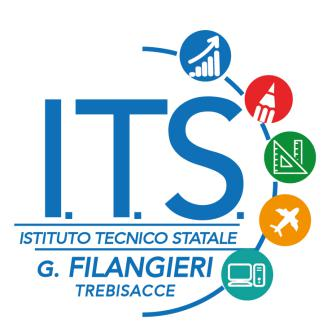 I.T.S.
ISTITUTO TECNICO STATALE
G. FILANGIERI
TREBISACCE